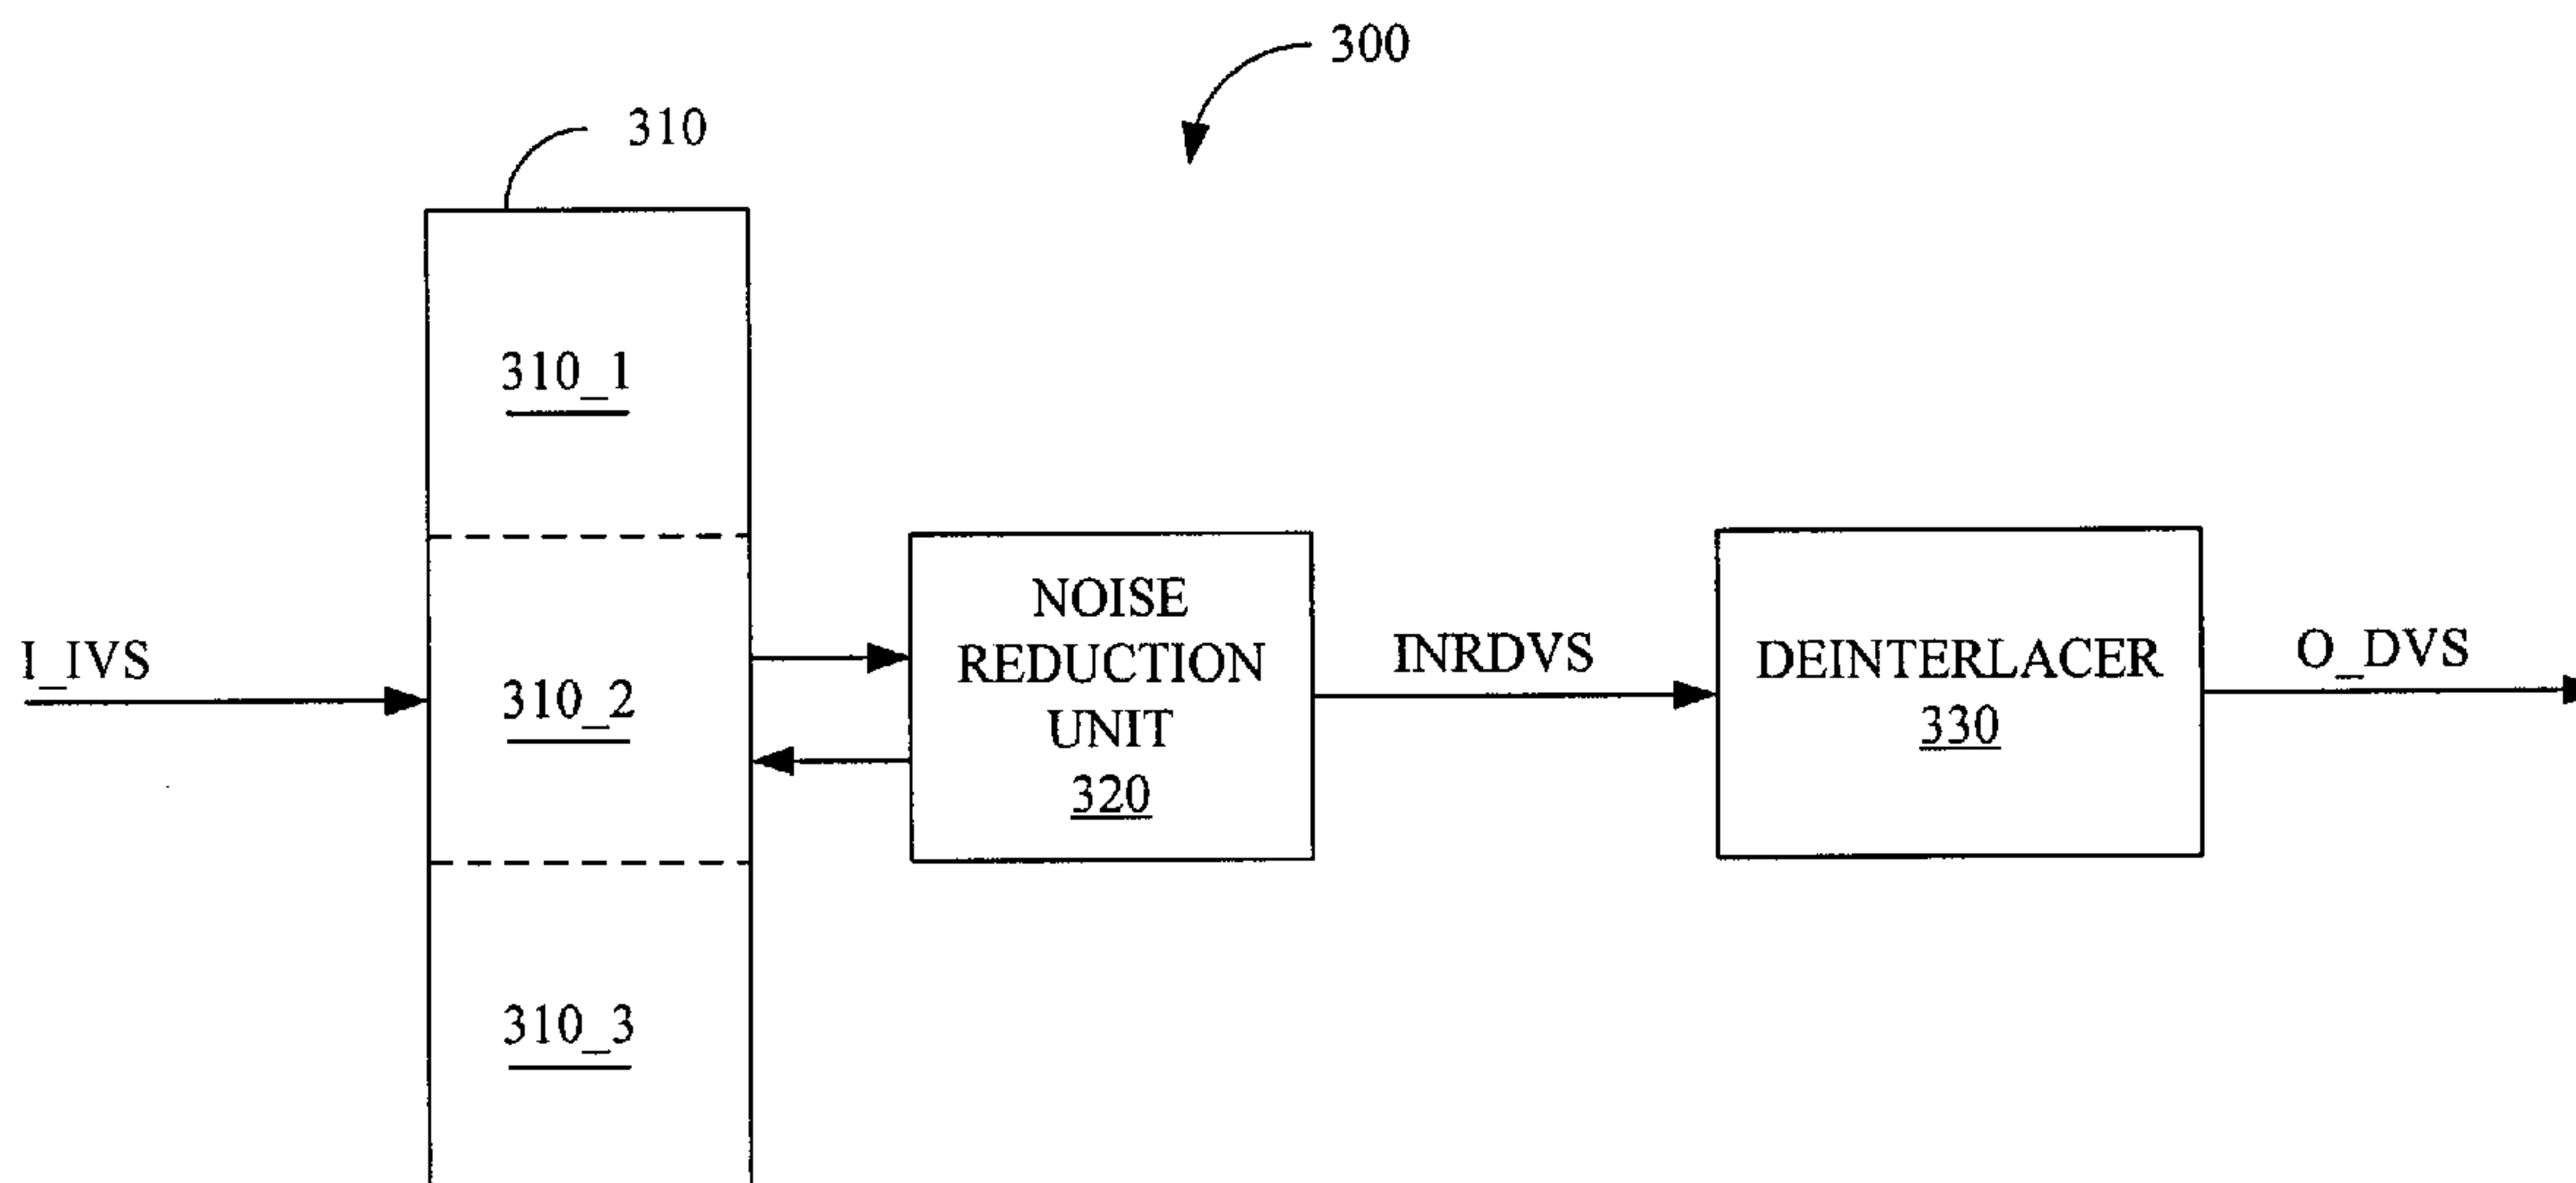 300
310
310_1
I_IVS
310_2
310_3
NOISE
REDUCTION
UNIT
320
INRDVS
DEINTERLACER
330
O_DVS